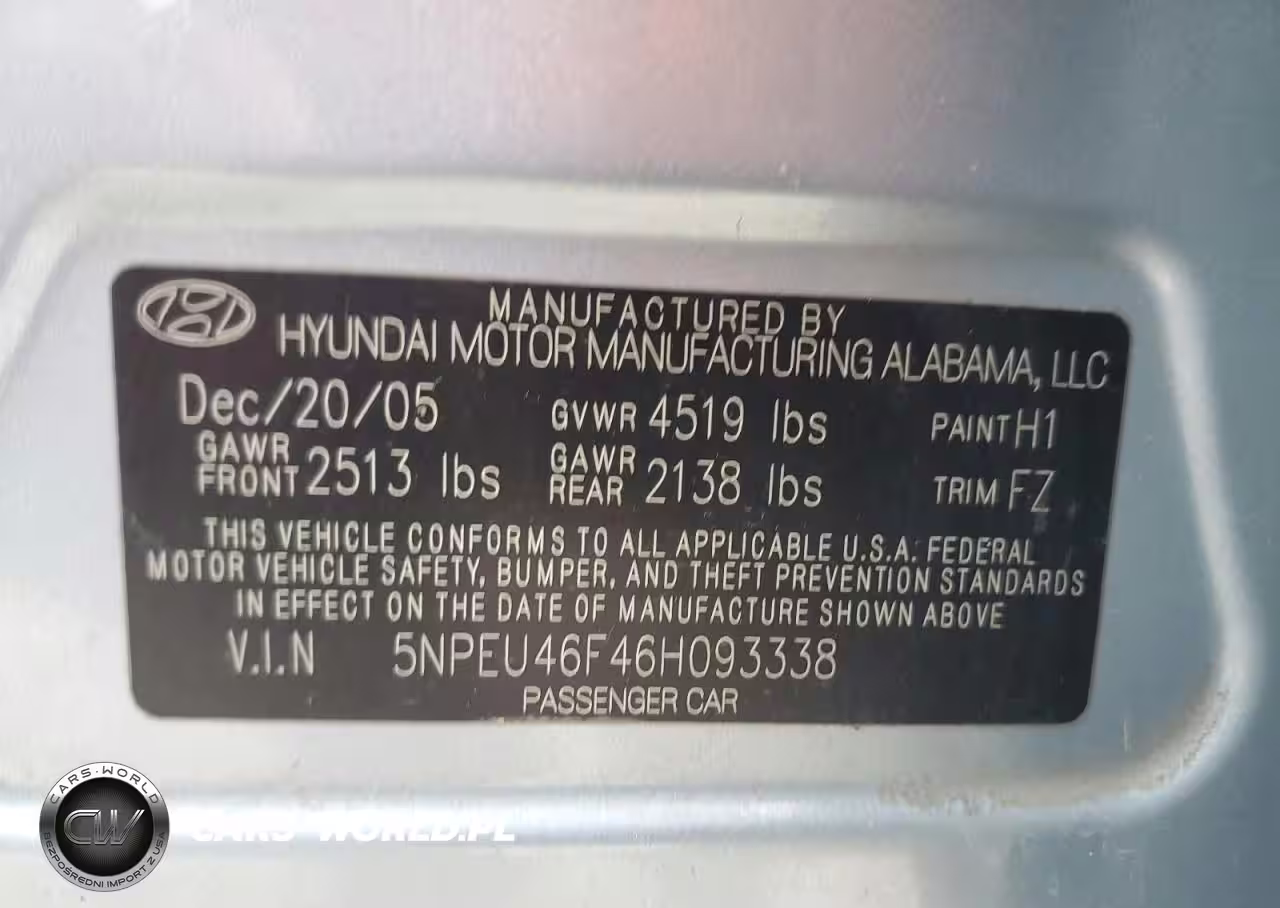 MANUFACTURED BY
HYUNDAI MOTOR MANUFACTURING ALABAMA, LLC
Dec/20/05 GVWR 4519 lbs PAINT H1
GAWR FRONT 2513 lbs GAWR REAR 2138 lbs TRIM FZ
THIS VEHICLE CONFORMS TO ALL APPLICABLE U.S.A. FEDERAL
MOTOR VEHICLE SAFETY, BUMPER, AND THEFT PREVENTION STANDARDS
IN EFFECT ON THE DATE OF MANUFACTURE SHOWN ABOVE
V.I.N 5NPEU46F46H093338
PASSENGER CAR
CARS-WORLD
CW
BEZPOŚREDNI IMPORT Z USA
CARS-WORLD.PL